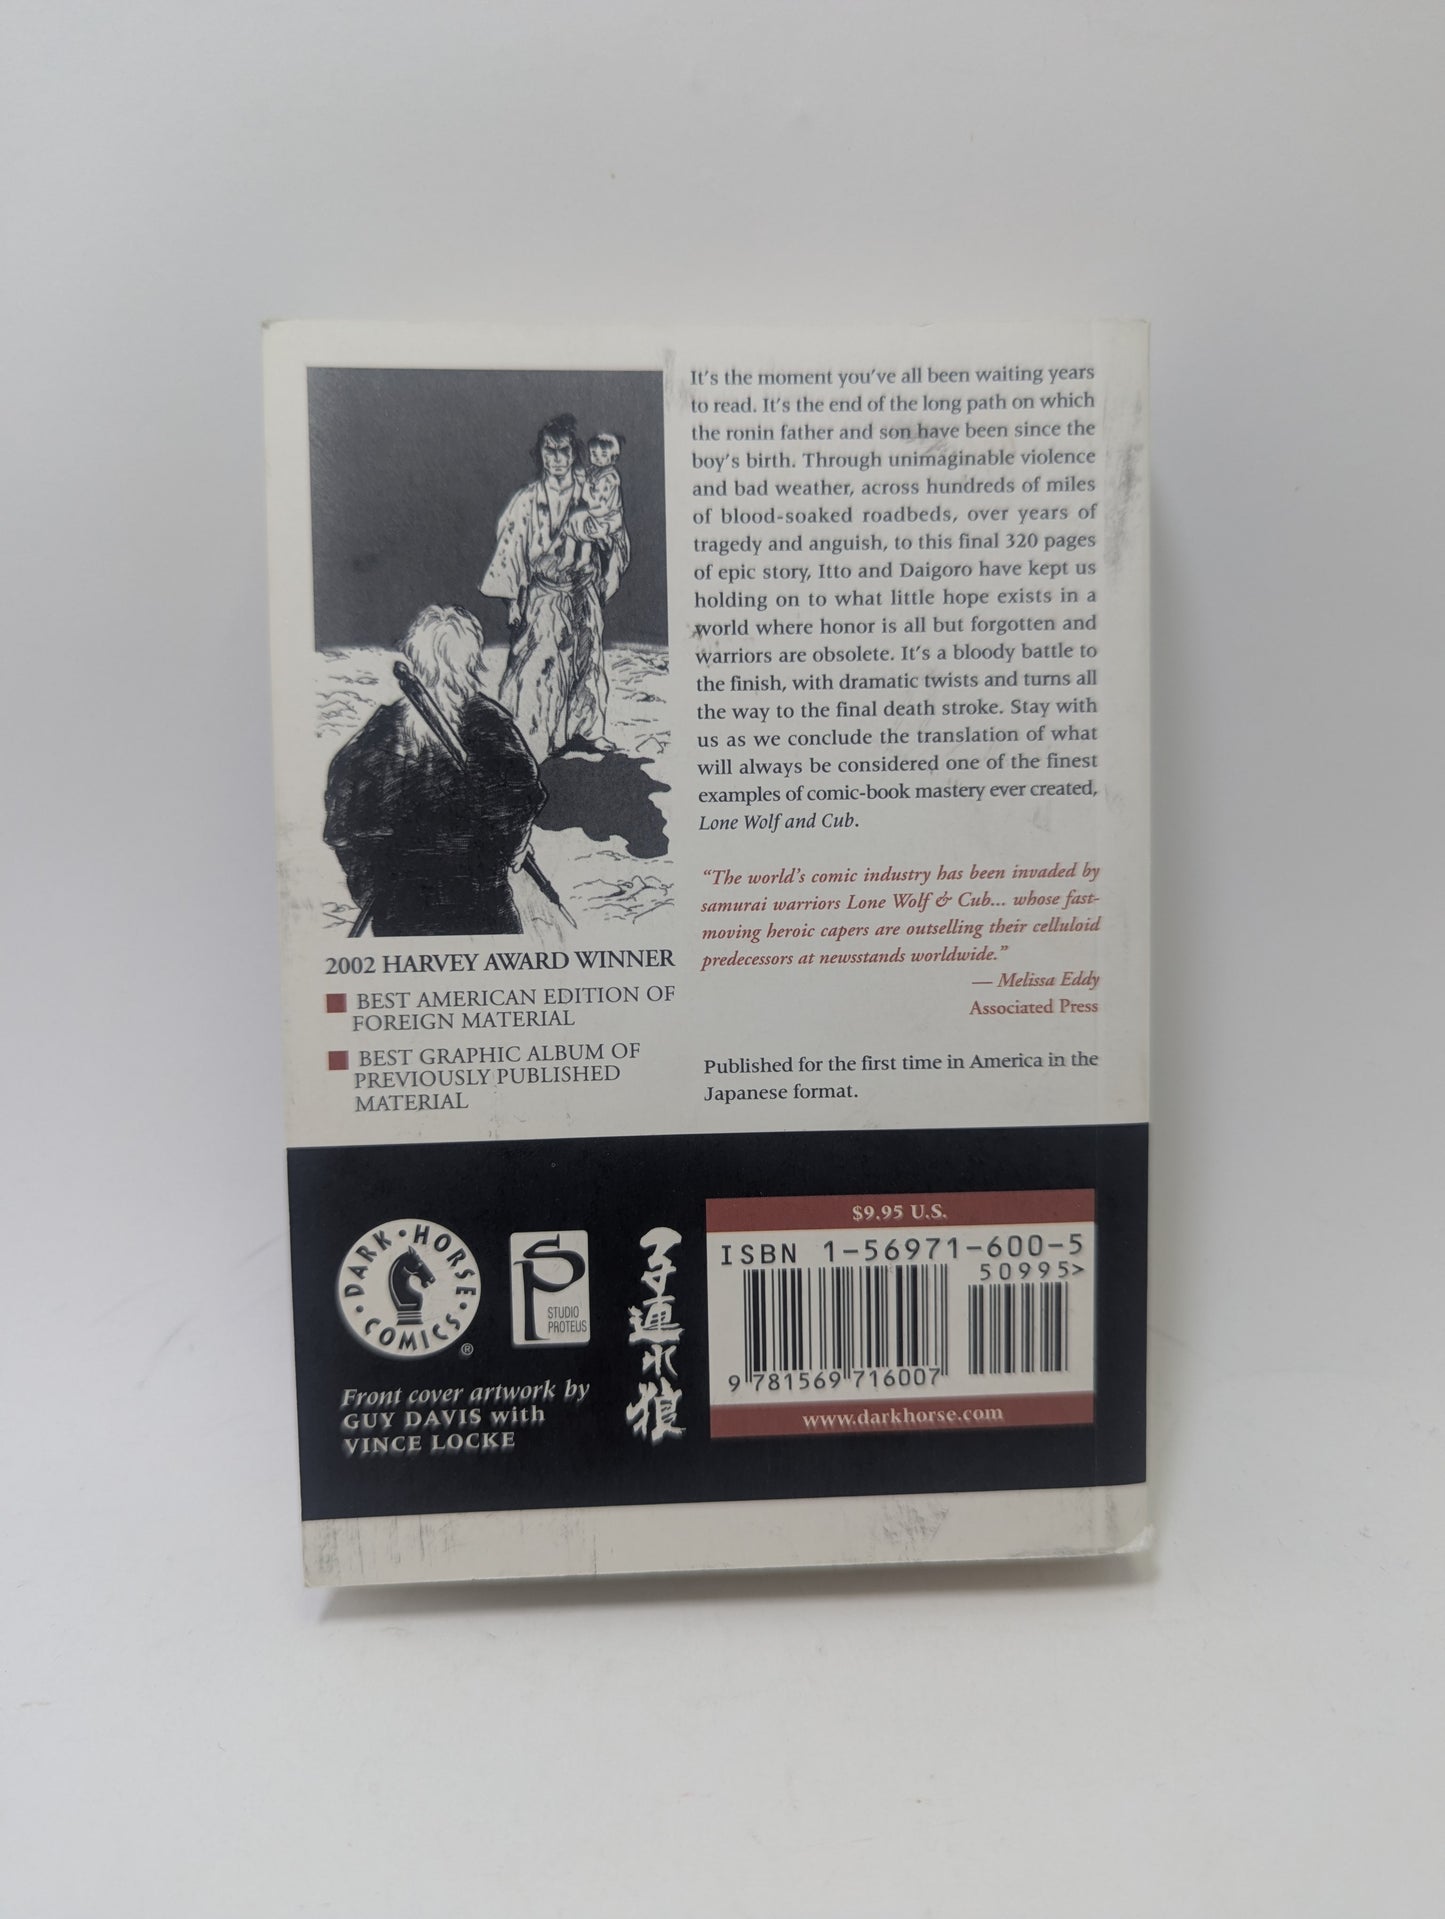 It's the moment you've all been waiting years
to read. It's the end of the long path on which
the ronin father and son have been since the
boy's birth. Through unimaginable violence
and bad weather, across hundreds of miles
of blood-soaked roadbeds, over years of
tragedy and anguish, to this final 320 pages
of epic story, Itto and Daigoro have kept us
holding on to what little hope exists in a
world where honor is all but forgotten and
warriors are obsolete. It's a bloody battle to
the finish, with dramatic twists and turns all
the way to the final death stroke. Stay with
us as we conclude the translation of what
will always be considered one of the finest
examples of comic-book mastery ever created,
Lone Wolf and Cub.
"The world's comic industry has been invaded by
samurai warriors Lone Wolf & Cub... whose fast-
moving heroic capers are outselling their celluloid
predecessors at newsstands worldwide."
— Melissa Eddy
Associated Press
Published for the first time in America in the
Japanese format.
2002 HARVEY AWARD WINNER
BEST AMERICAN EDITION OF
FOREIGN MATERIAL
BEST GRAPHIC ALBUM OF
PREVIOUSLY PUBLISHED
MATERIAL
DARK • HORSE • COMICS •
®
SP
STUDIO
PROTEUS
子連れ狼
Front cover artwork by
GUY DAVIS with
VINCE LOCKE
$9.95 U.S.
ISBN 1-56971-600-5
50995>
9 781569 716007
www.darkhorse.com